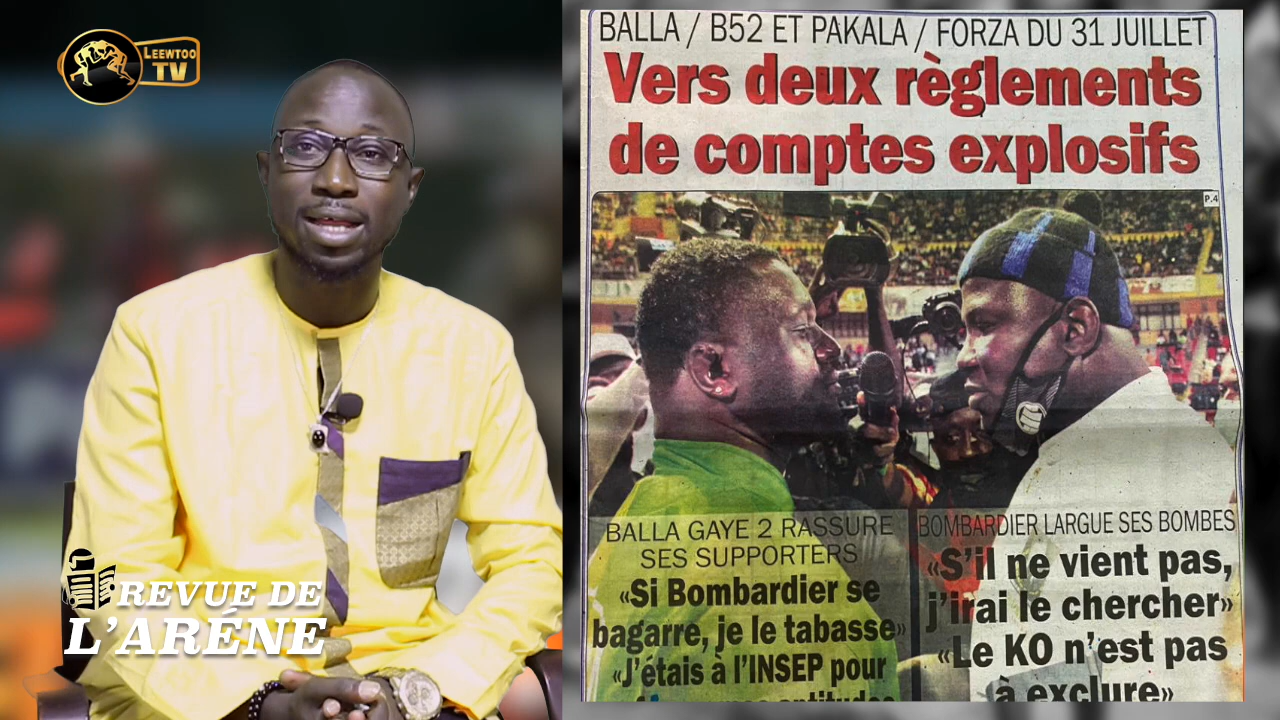 LEEWTOO
TV
REVUE DE
L'ARÉNE
BALLA / B52 ET PAKALA / FORZA DU 31 JUILLET
Vers deux règlements
de comptes explosifs
P.4
BALLA GAYE 2 RASSURE
SES SUPPORTERS
«Si Bombardier se
bagarre, je le tabasse»
«J'étais à l'INSEP pour
BOMBARDIER LARGUE SES BOMBES
«S'il ne vient pas,
j'irai le chercher»
«Le KO n'est pas
à exclure»